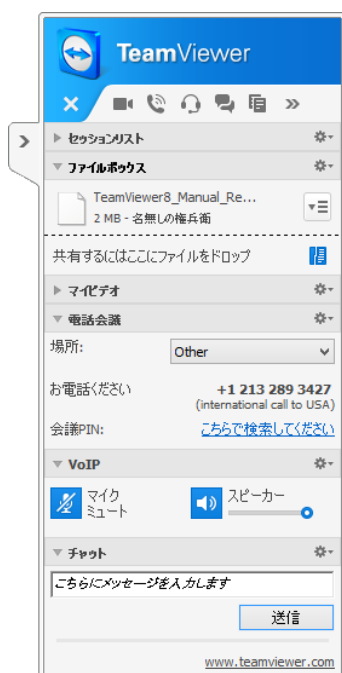 TeamViewer
セッションリスト
ファイルボックス
TeamViewer8_Manual_Re...
2 MB - 名無しの権兵衛
共有するにはここにファイルをドロップ
マイビデオ
電話会議
場所:
Other
お電話ください
+1 213 289 3427
(international call to USA)
会議PIN:
こちらで検索してください
VoIP
マイク
ミュート
スピーカー
チャット
こちらにメッセージを入力します
送信
www.teamviewer.com